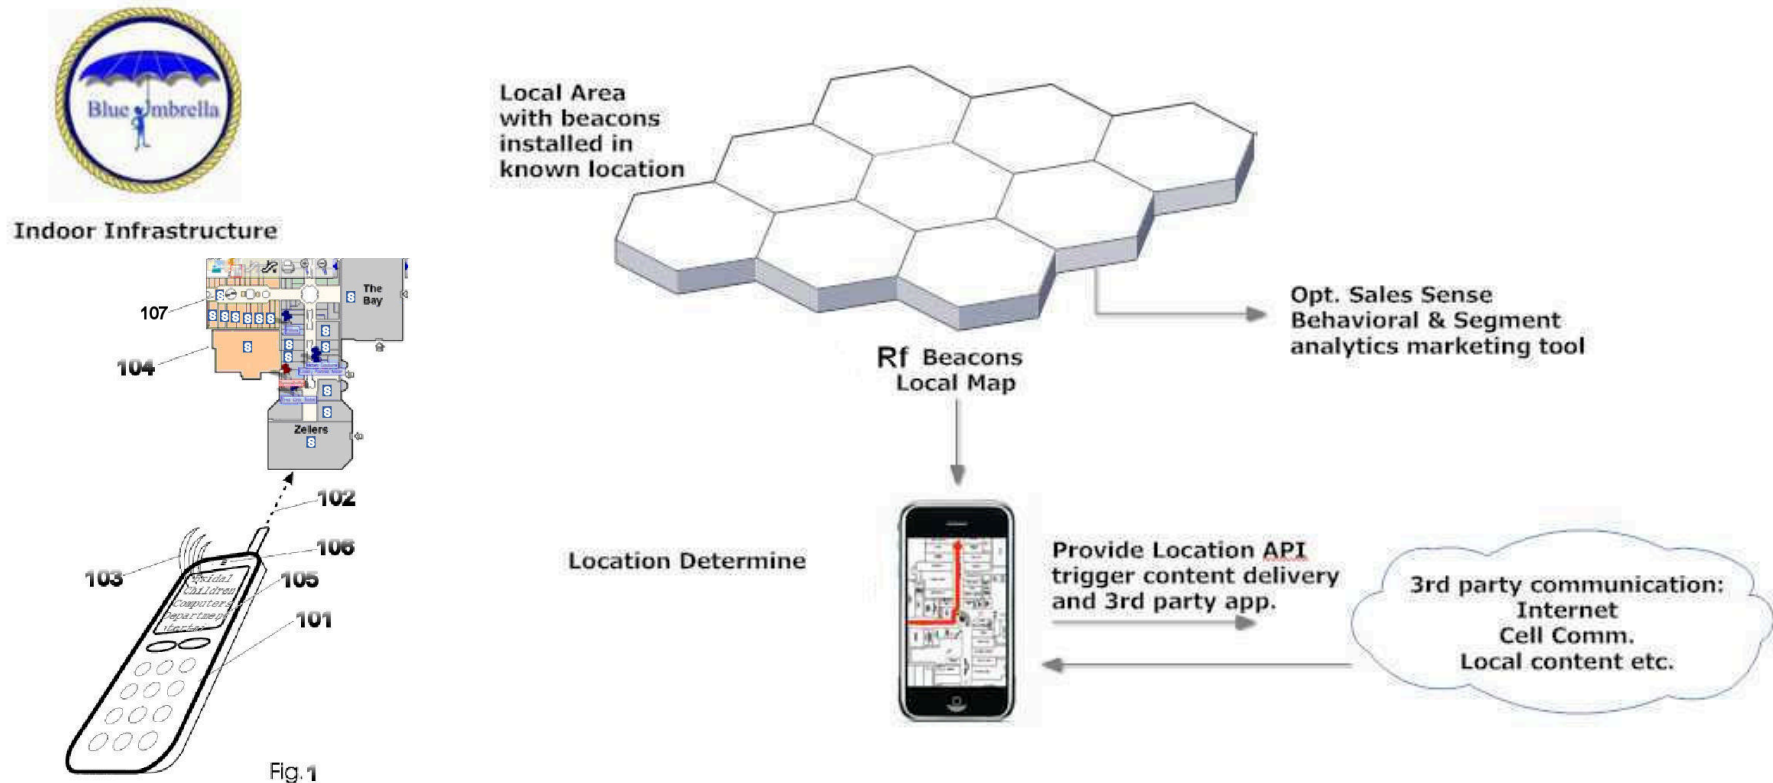 Blue Umbrella
Indoor Infrastructure
The
Bay
107
104
Zellers
102
106
103
105
101
Children
Computers
Department
Fig.1
Local Area
with beacons
installed in
known location
Opt. Sales Sense
Behavioral & Segment
analytics marketing tool
Rf Beacons
Local Map
Location Determine
Provide Location API
trigger content delivery
and 3rd party app.
3rd party communication:
Internet
Cell Comm.
Local content etc.